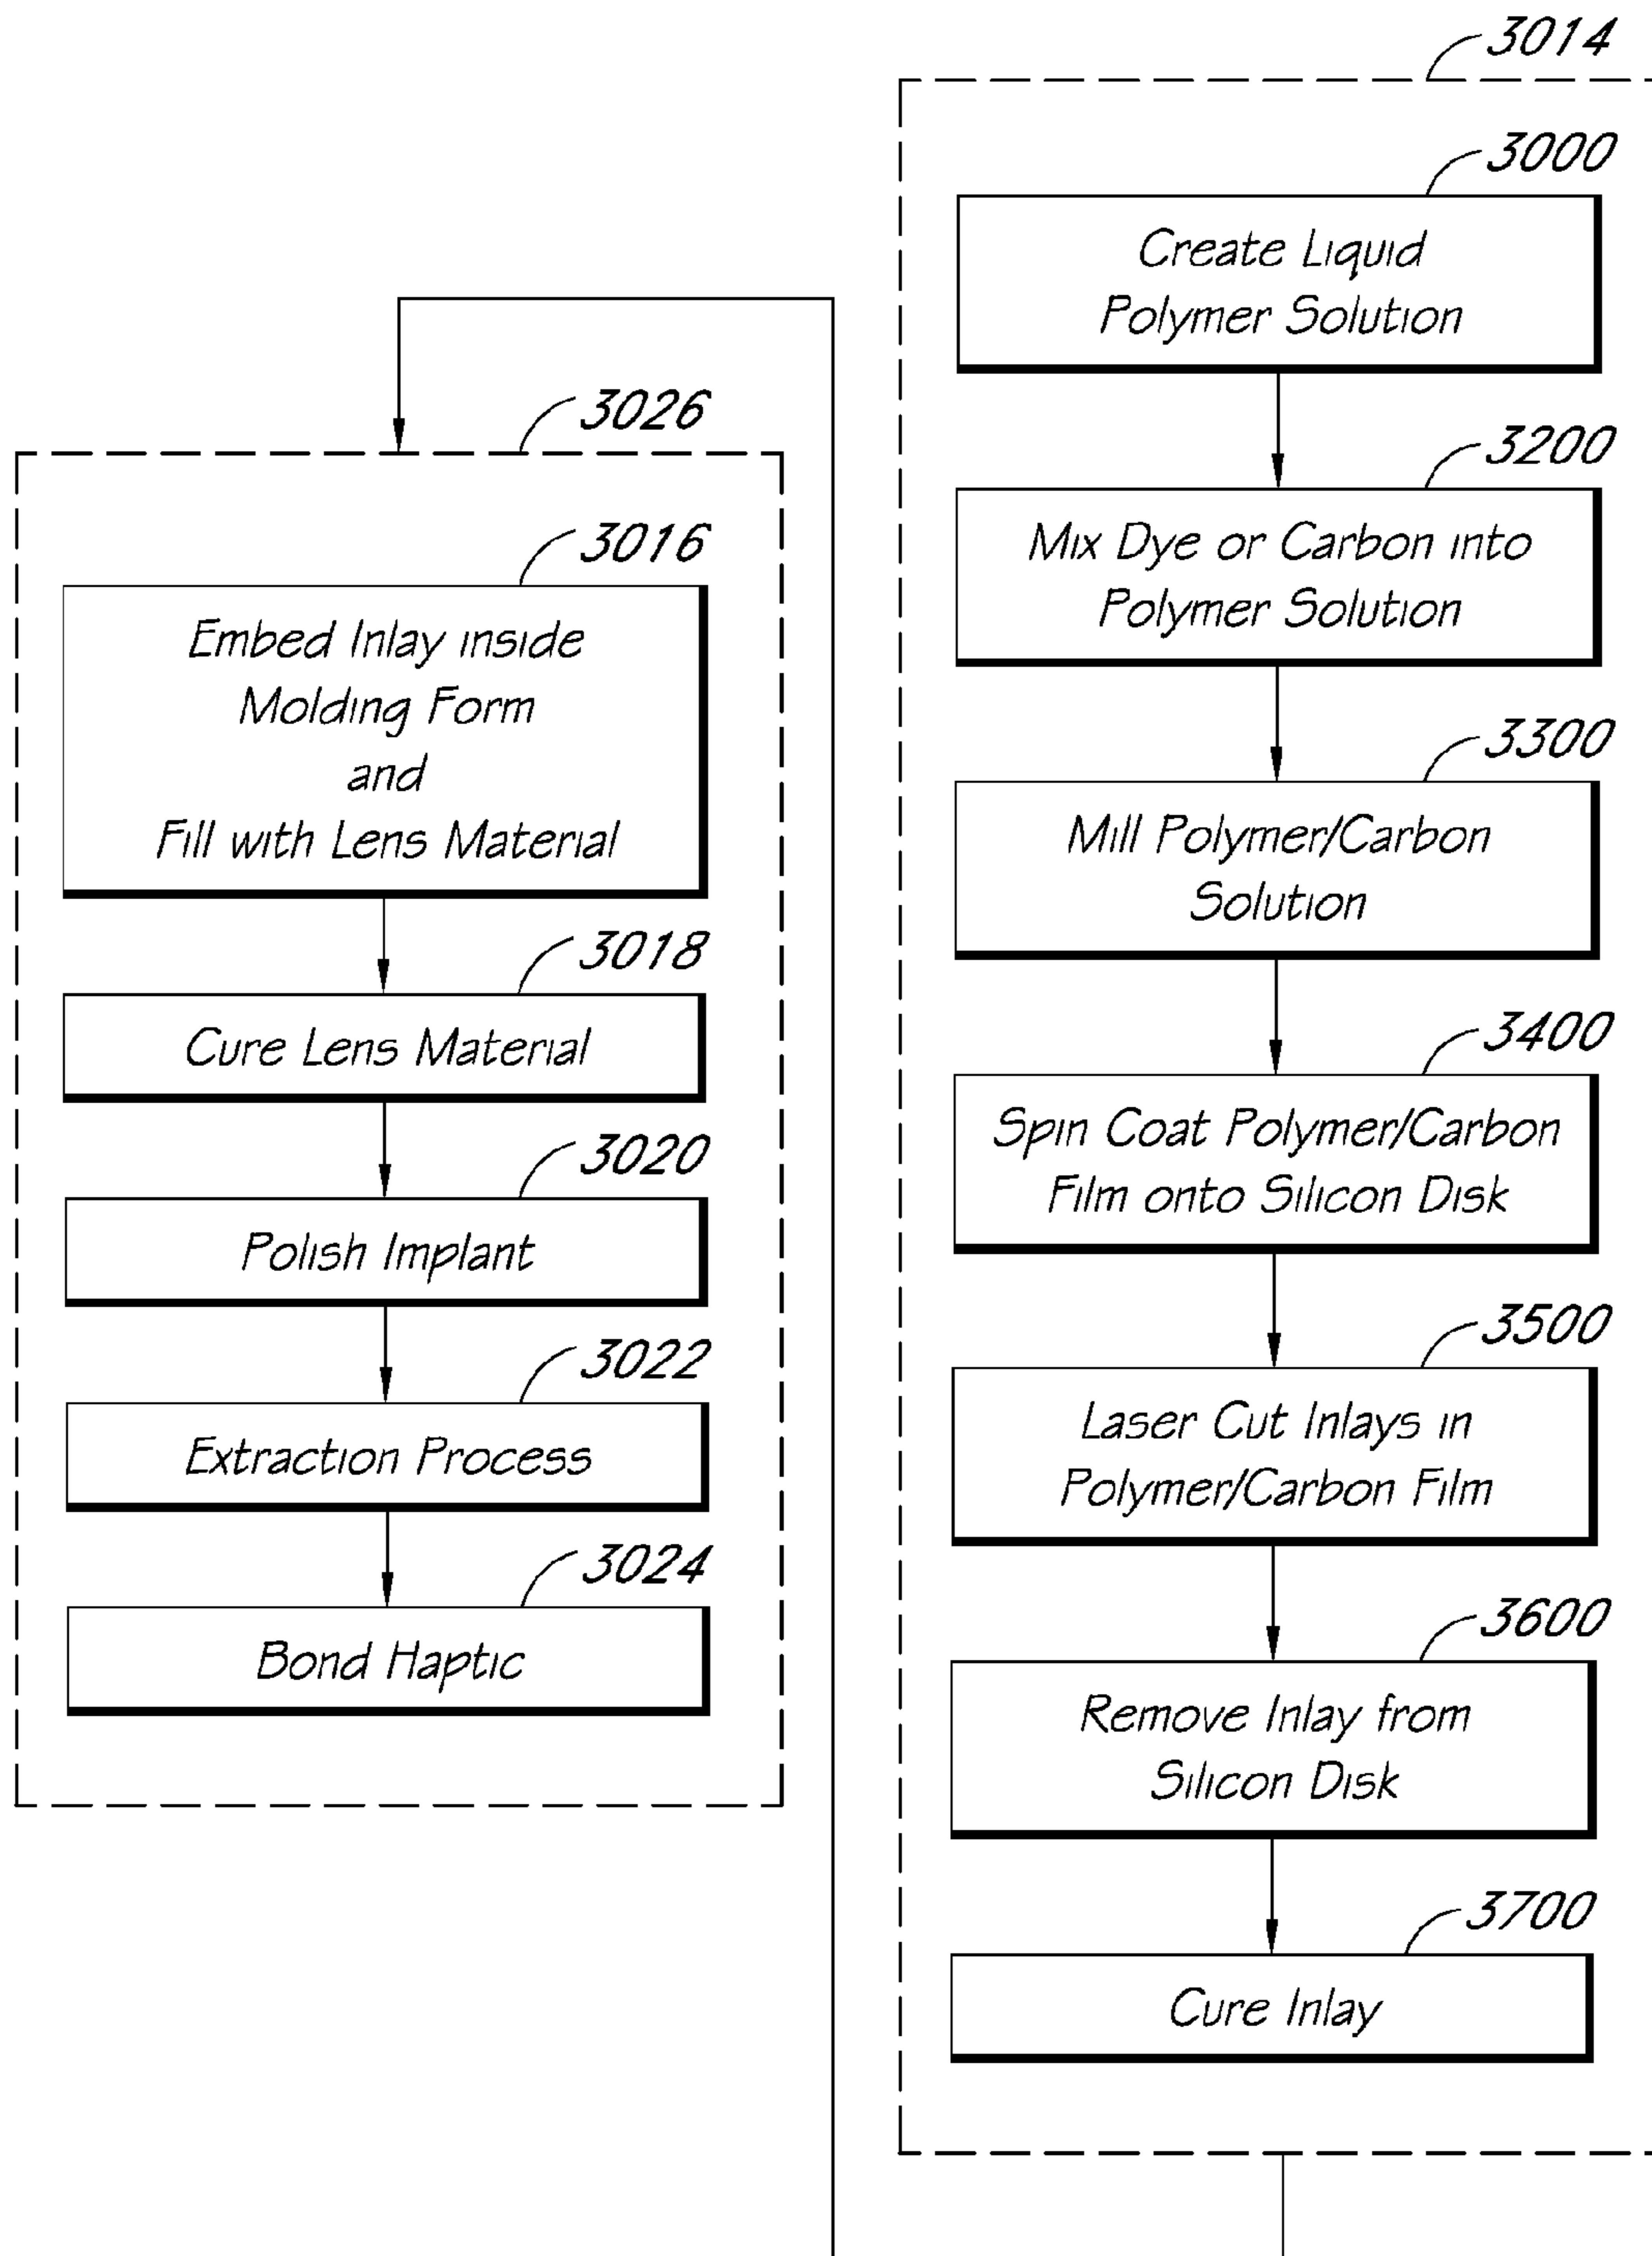 3014
3000
Create Liquid
Polymer Solution
3200
Mix Dye or Carbon into
Polymer Solution
3300
Mill Polymer/Carbon
Solution
3400
Spin Coat Polymer/Carbon
Film onto Silicon Disk
3500
Laser Cut Inlays in
Polymer/Carbon Film
3600
Remove Inlay from
Silicon Disk
3700
Cure Inlay
3026
3016
Embed Inlay inside
Molding Form
and
Fill with Lens Material
3018
Cure Lens Material
3020
Polish Implant
3022
Extraction Process
3024
Bond Haptic